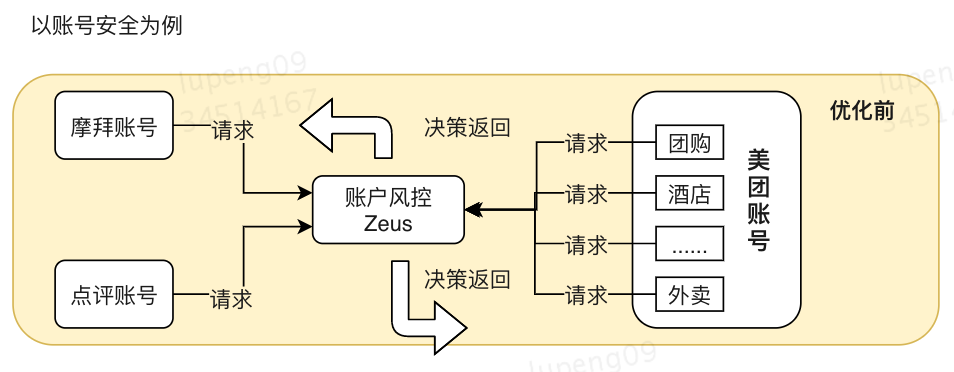 以账号安全为例
lupeng09
34514167
优化前
摩拜账号
请求
决策返回
账户风控
Zeus
点评账号
请求
决策返回
请求
团购
请求
酒店
请求
......
请求
外卖
美
团
账
号
lupeng09